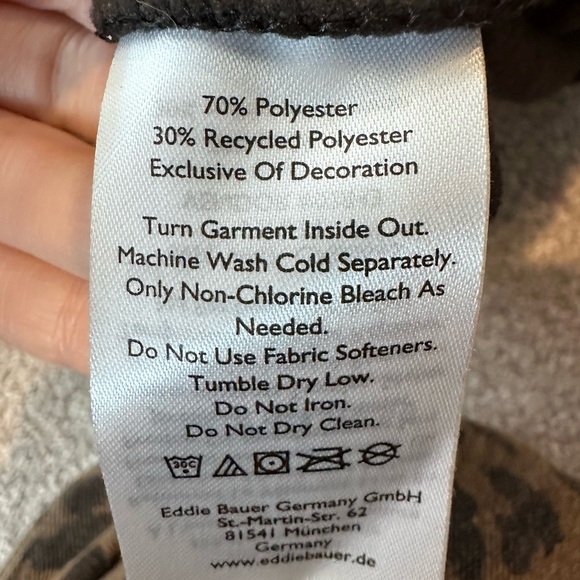 70% Polyester
30% Recycled Polyester
Exclusive Of Decoration
Turn Garment Inside Out.
Machine Wash Cold Separately.
Only Non-Chlorine Bleach As
Needed.
Do Not Use Fabric Softeners.
Tumble Dry Low.
Do Not Iron.
Do Not Dry Clean.
30C
Eddie Bauer Germany GmbH
St.-Martin-Str. 62
81541 München
Germany
www.eddiebauer.de